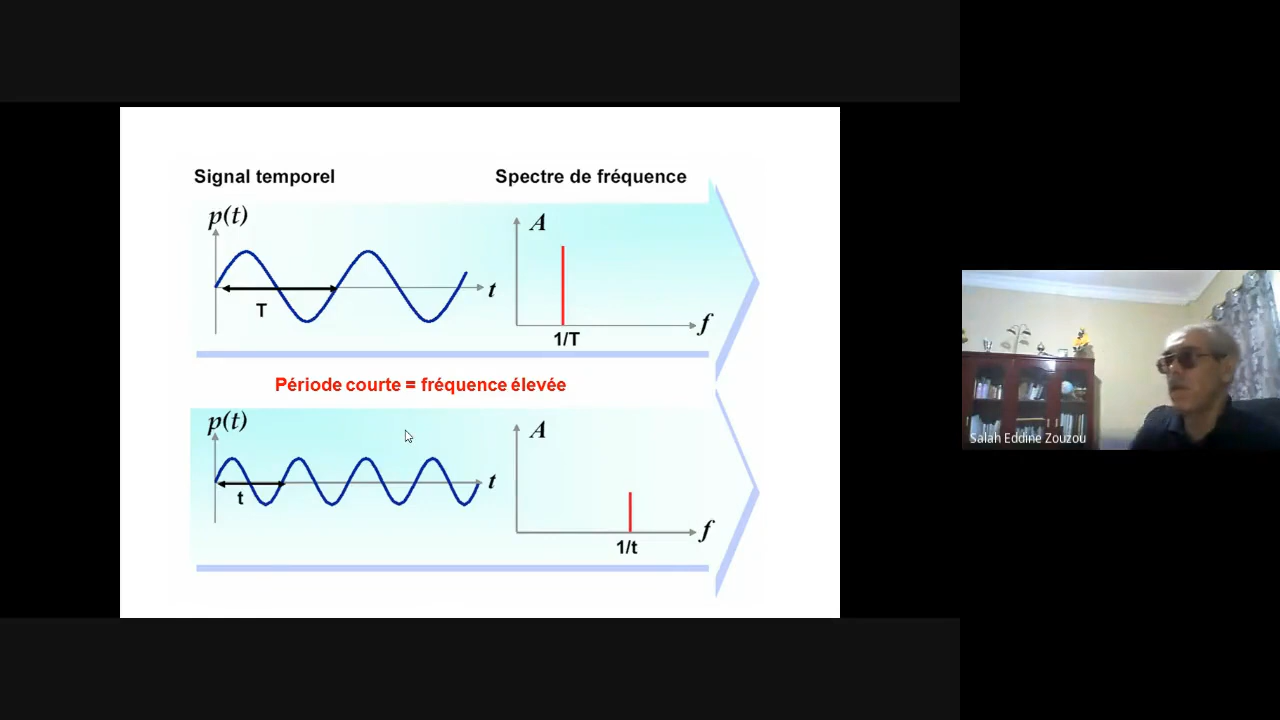 Signal temporel
Spectre de fréquence
p(t)
A
t
T
f
1/T
Période courte = fréquence élevée
p(t)
A
t
t
f
1/t
Salah Eddine Zouzou